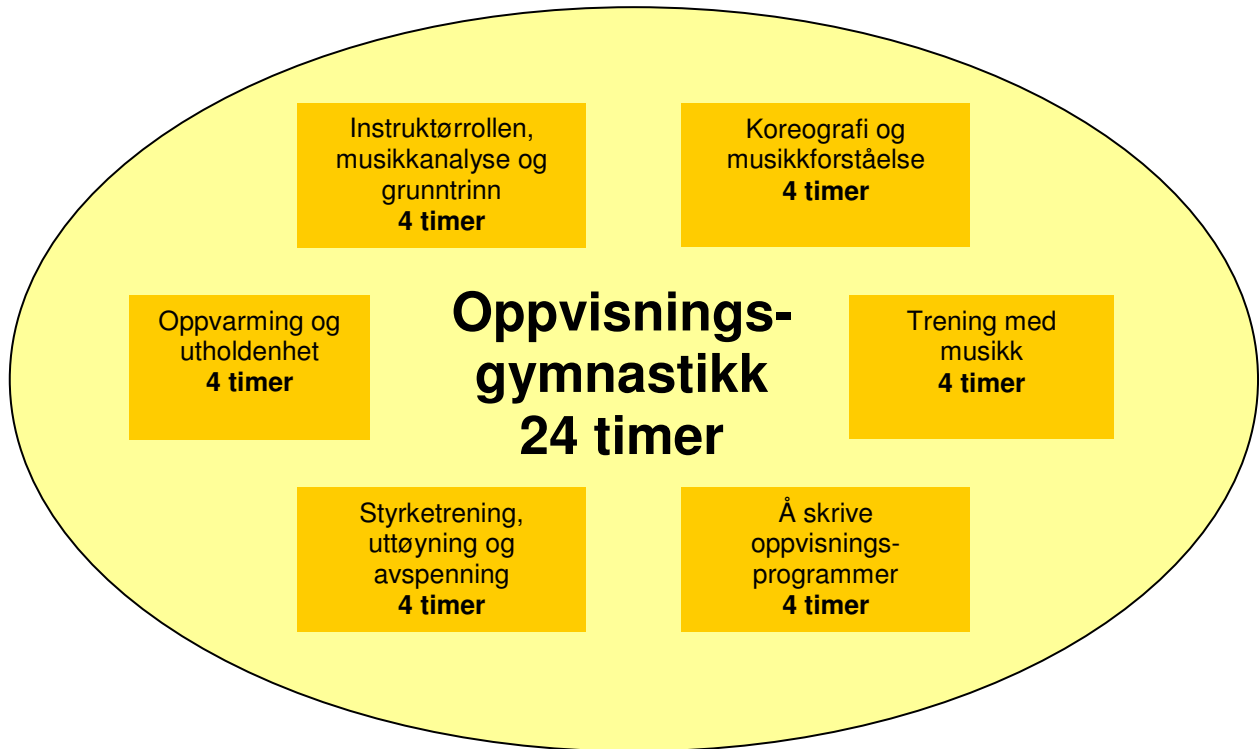 Instruktørrollen,
musikkanalyse og
grunntrinn
4 timer
Koreografi og
musikkforståelse
4 timer
Oppvarming og
utholdenhet
4 timer
Oppvisnings-
gymnastikk
24 timer
Trening med
musikk
4 timer
Styrketrening,
uttøyning og
avspenning
4 timer
Å skrive
oppvisnings-
programmer
4 timer